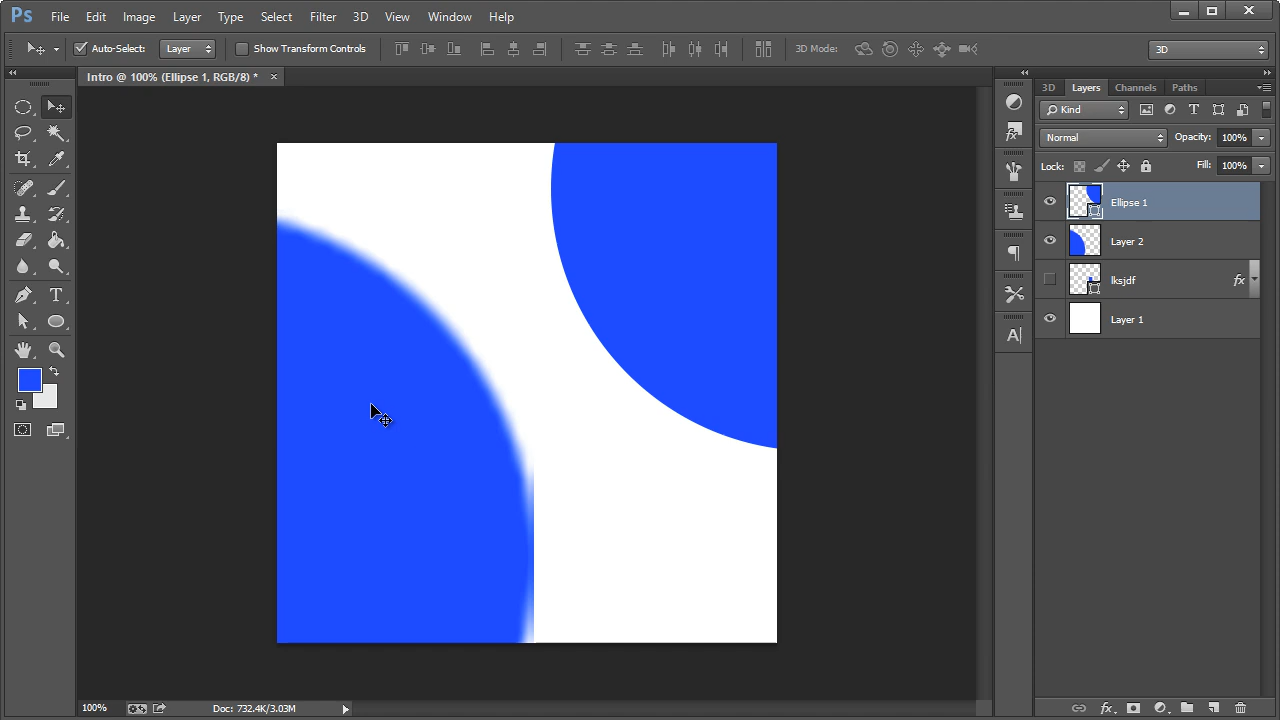 Ps File Edit Image Layer Type Select Filter 3D View Window Help
Auto-Select: Layer Show Transform Controls 3D Mode: 3D
Intro @ 100% (Ellipse 1, RGB/8) * ×
3D Layers Channels Paths
Kind
Normal Opacity: 100%
Lock: Fill: 100%
Ellipse 1
Layer 2
lksjdf fx
Layer 1
100% Doc: 732.4K/3.03M